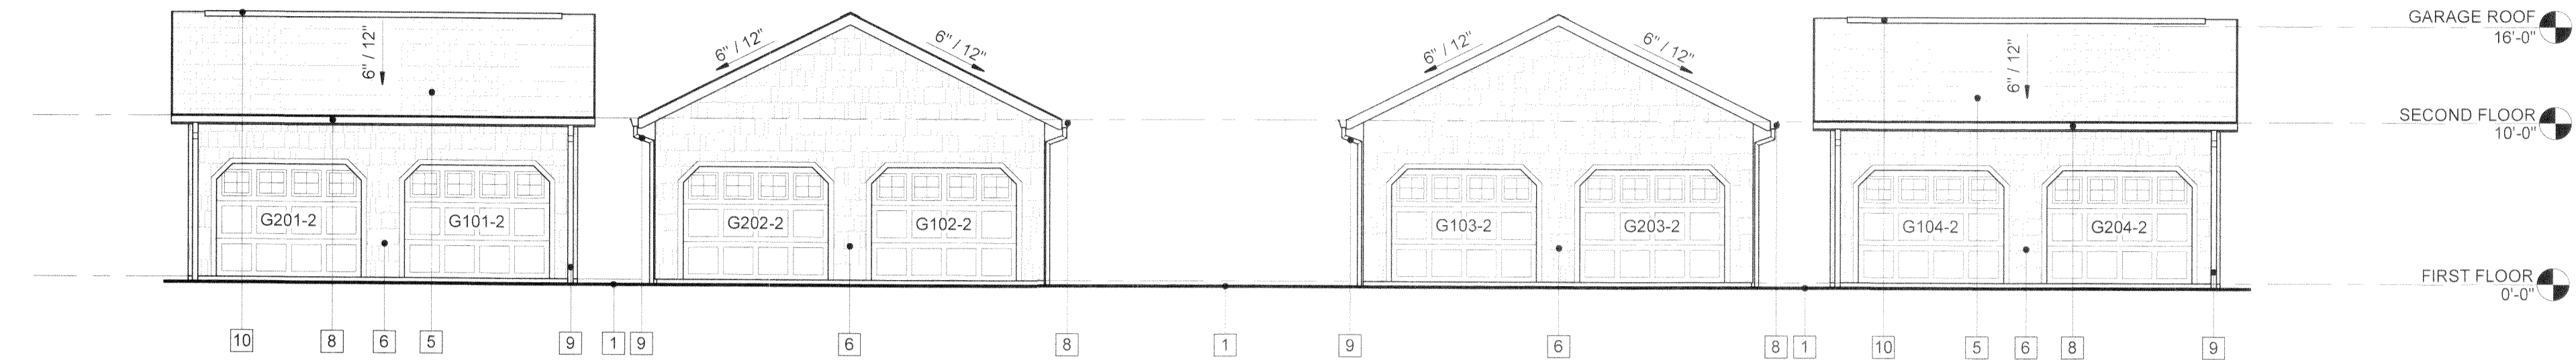 GARAGE ROOF
16'-0"
6" / 12"
6" / 12"
6" / 12"
6" / 12"
6" / 12"
6" / 12"
SECOND FLOOR
10'-0"
G201-2
G101-2
G202-2
G102-2
G103-2
G203-2
G104-2
G204-2
FIRST FLOOR
0'-0"
10
8
6
5
9
1
9
6
8
1
9
6
8
1
10
5
6
8
9